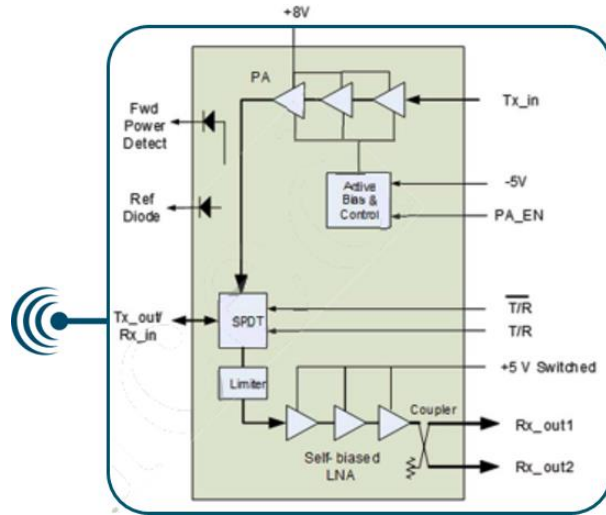 +8V
PA
Tx_in
Fwd
Power
Detect
Active
Bias &
Control
-5V
PA_EN
Ref
Diode
Tx_out/
Rx_in
SPDT
T/R
T/R
Limiter
+5 V Switched
Coupler
Rx_out1
Self-biased
LNA
Rx_out2